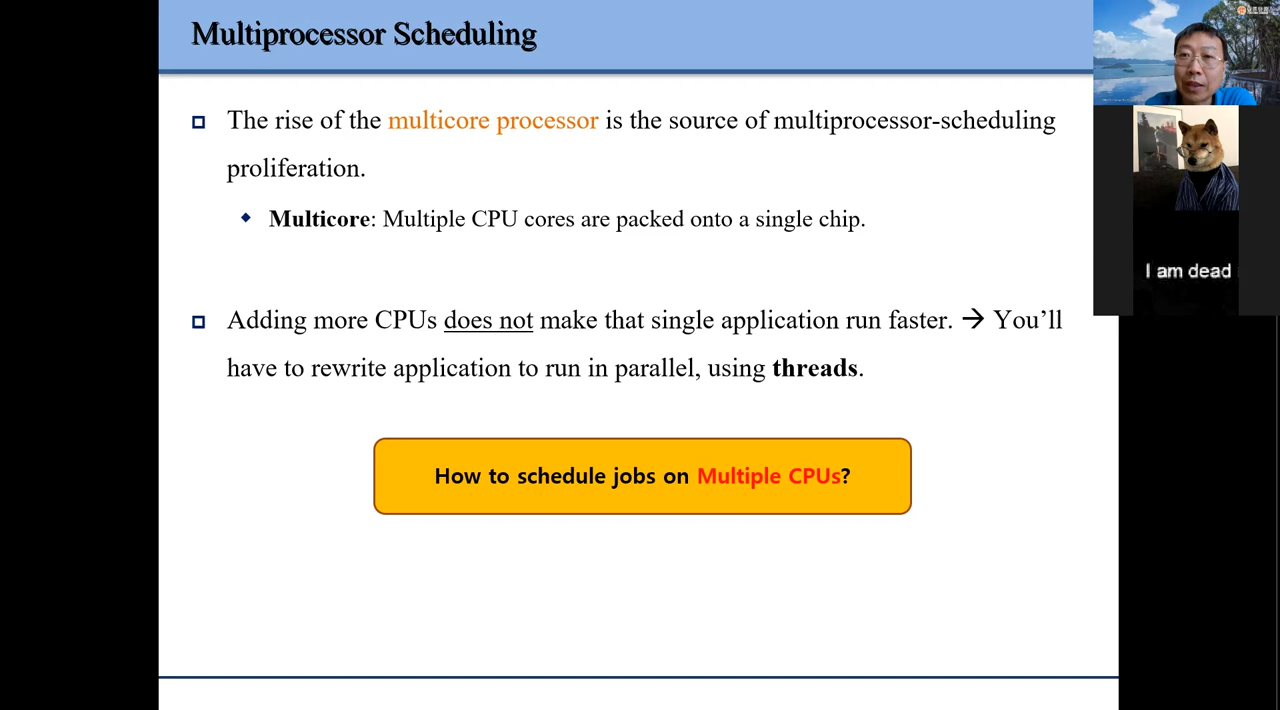 Multiprocessor Scheduling
The rise of the multicore processor is the source of multiprocessor-scheduling
proliferation.
Multicore: Multiple CPU cores are packed onto a single chip.
Adding more CPUs does not make that single application run faster. → You’ll
have to rewrite application to run in parallel, using threads.
How to schedule jobs on Multiple CPUs?
I am dead